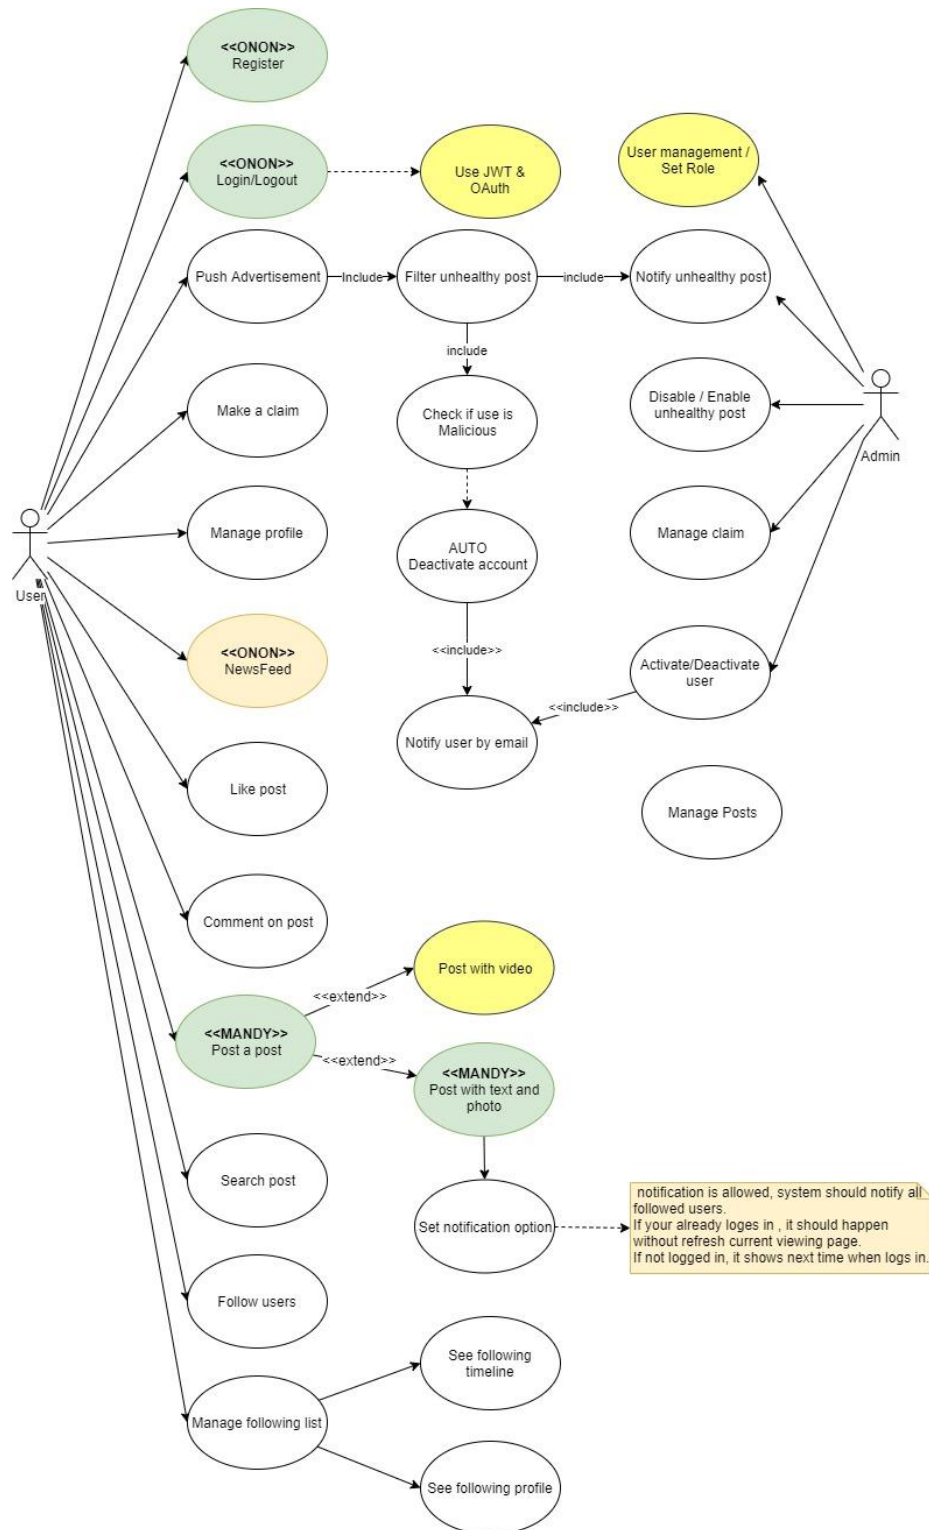 <<ONON>>
Register
<<ONON>>
Login/Logout
Use JWT &
OAuth
User management /
Set Role
Push Advertisement
Include
Filter unhealthy post
include
Notify unhealthy post
include
Make a claim
Check if use is
Malicious
Disable / Enable
unhealthy post
Admin
Manage profile
AUTO
Deactivate account
Manage claim
User
<<ONON>>
NewsFeed
<<include>>
Activate/Deactivate
user
<<include>>
Notify user by email
Like post
Manage Posts
Comment on post
Post with video
<<extend>>
<<MANDY>>
Post a post
<<extend>>
<<MANDY>>
Post with text and
photo
Search post
Set notification option
notification is allowed, system should notify all
followed users.
If your already loges in , it should happen
without refresh current viewing page.
If not logged in, it shows next time when logs in.
Follow users
See following
timeline
Manage following list
See following profile